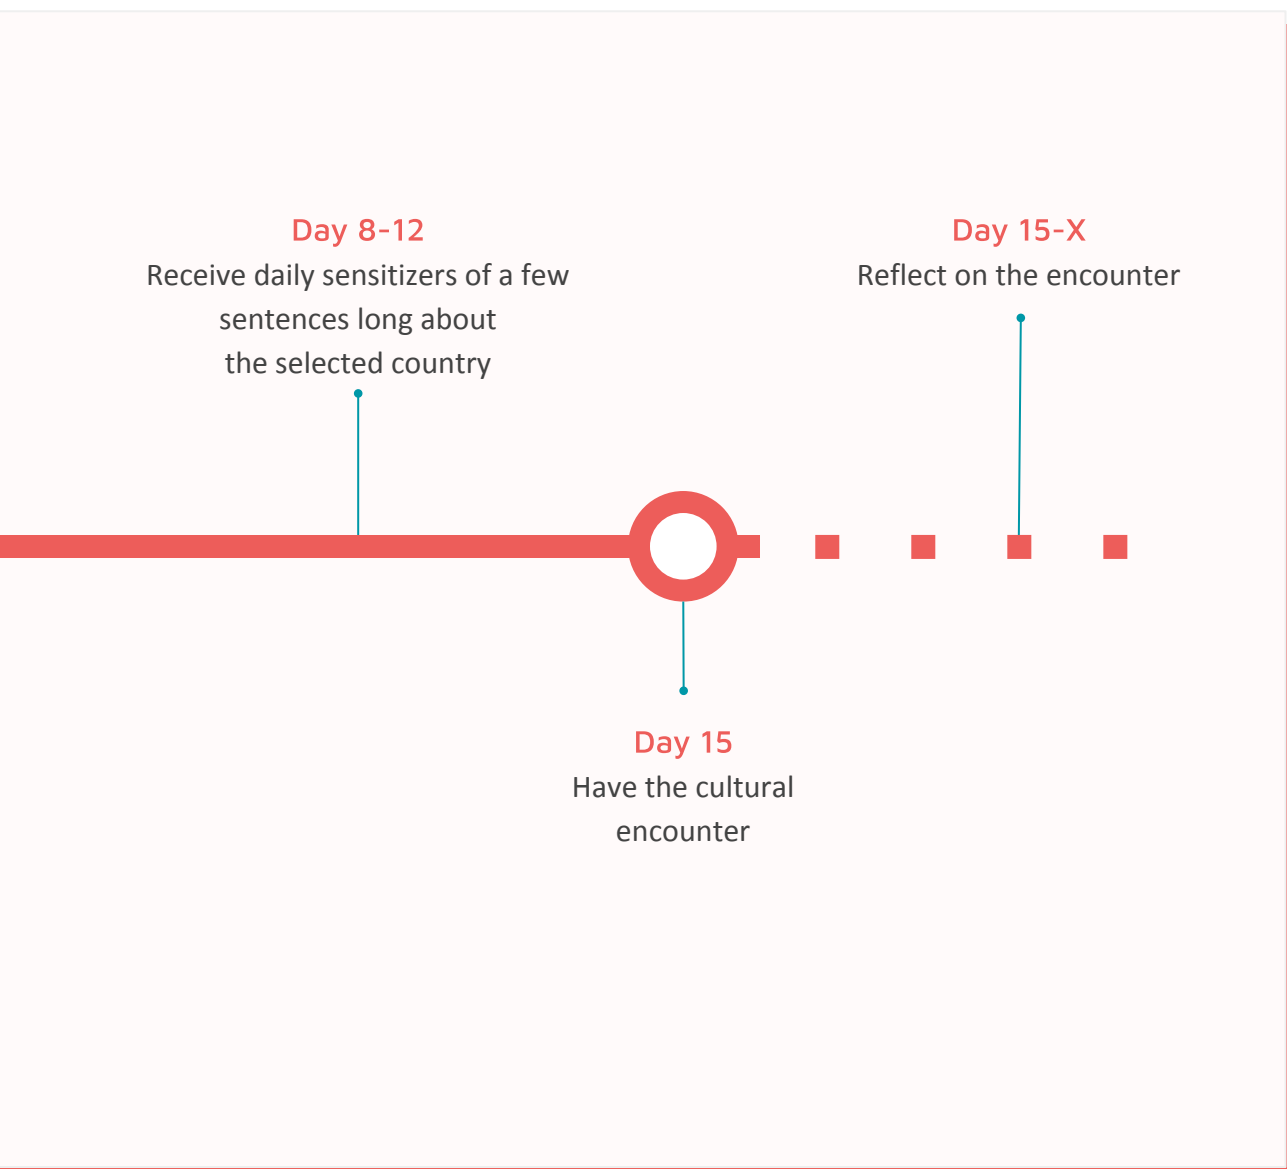 Day 8-12
Receive daily sensitizers of a few
sentences long about
the selected country
Day 15-X
Reflect on the encounter
Day 15
Have the cultural
encounter